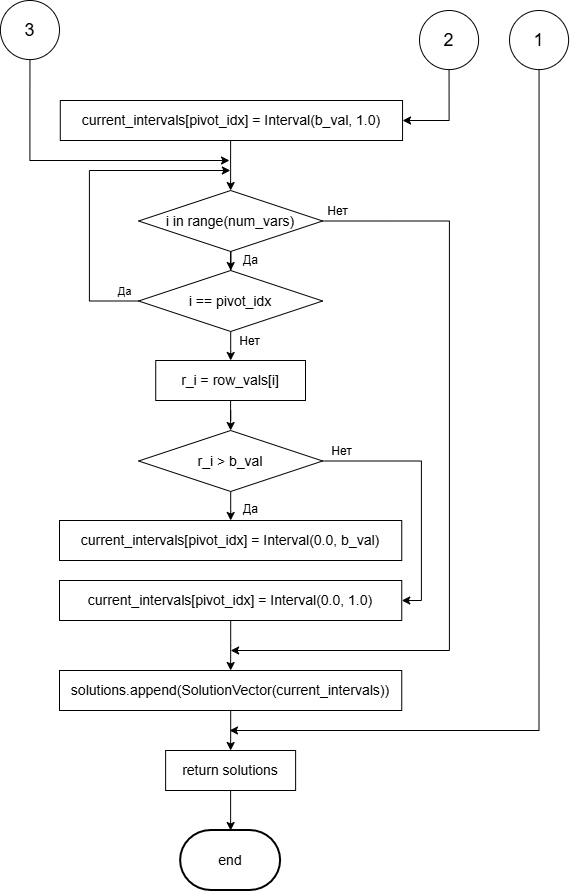 3
2
1
current_intervals[pivot_idx] = Interval(b_val, 1.0)
i in range(num_vars)
Нет
Да
i == pivot_idx
Да
Нет
r_i = row_vals[i]
r_i > b_val
Нет
Да
current_intervals[pivot_idx] = Interval(0.0, b_val)
current_intervals[pivot_idx] = Interval(0.0, 1.0)
solutions.append(SolutionVector(current_intervals))
return solutions
end